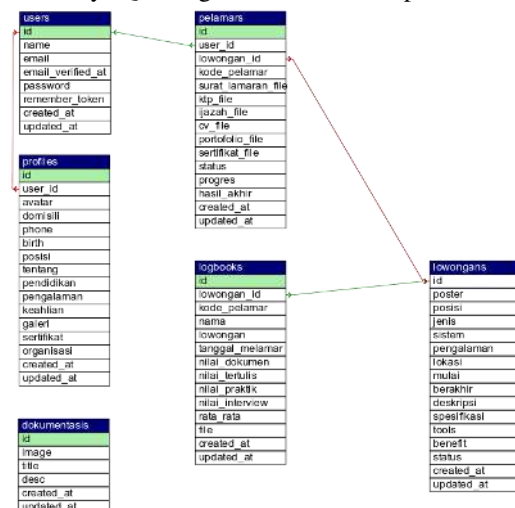 users
id
name
email
email_verified_at
password
remember_token
created_at
updated_at
pelamars
id
user_id
lowongan_id
kode_pelamar
surat_lamaran_file
ktp_file
ijazah_file
cv_file
portofolio_file
sertifikat_file
status
progres
hasil_akhir
created_at
updated_at
profiles
id
user_id
avatar
domisili
phone
birth
posisi
tentang
pendidikan
pengalaman
keahlian
galeri
sertifikat
organisasi
created_at
updated_at
logbooks
id
lowongan_id
kode_pelamar
nama
lowongan
tanggal_melamar
nilai_dokumen
nilai_tertulis
nilai_praktik
nilai_interview
rata_rata
file
created_at
updated_at
lowongans
id
poster
posisi
jenis
sistem
pengalaman
lokasi
mulai
berakhir
deskripsi
spesifikasi
tools
benefit
status
created_at
updated_at
dokumentasis
id
image
title
desc
created_at
updated_at